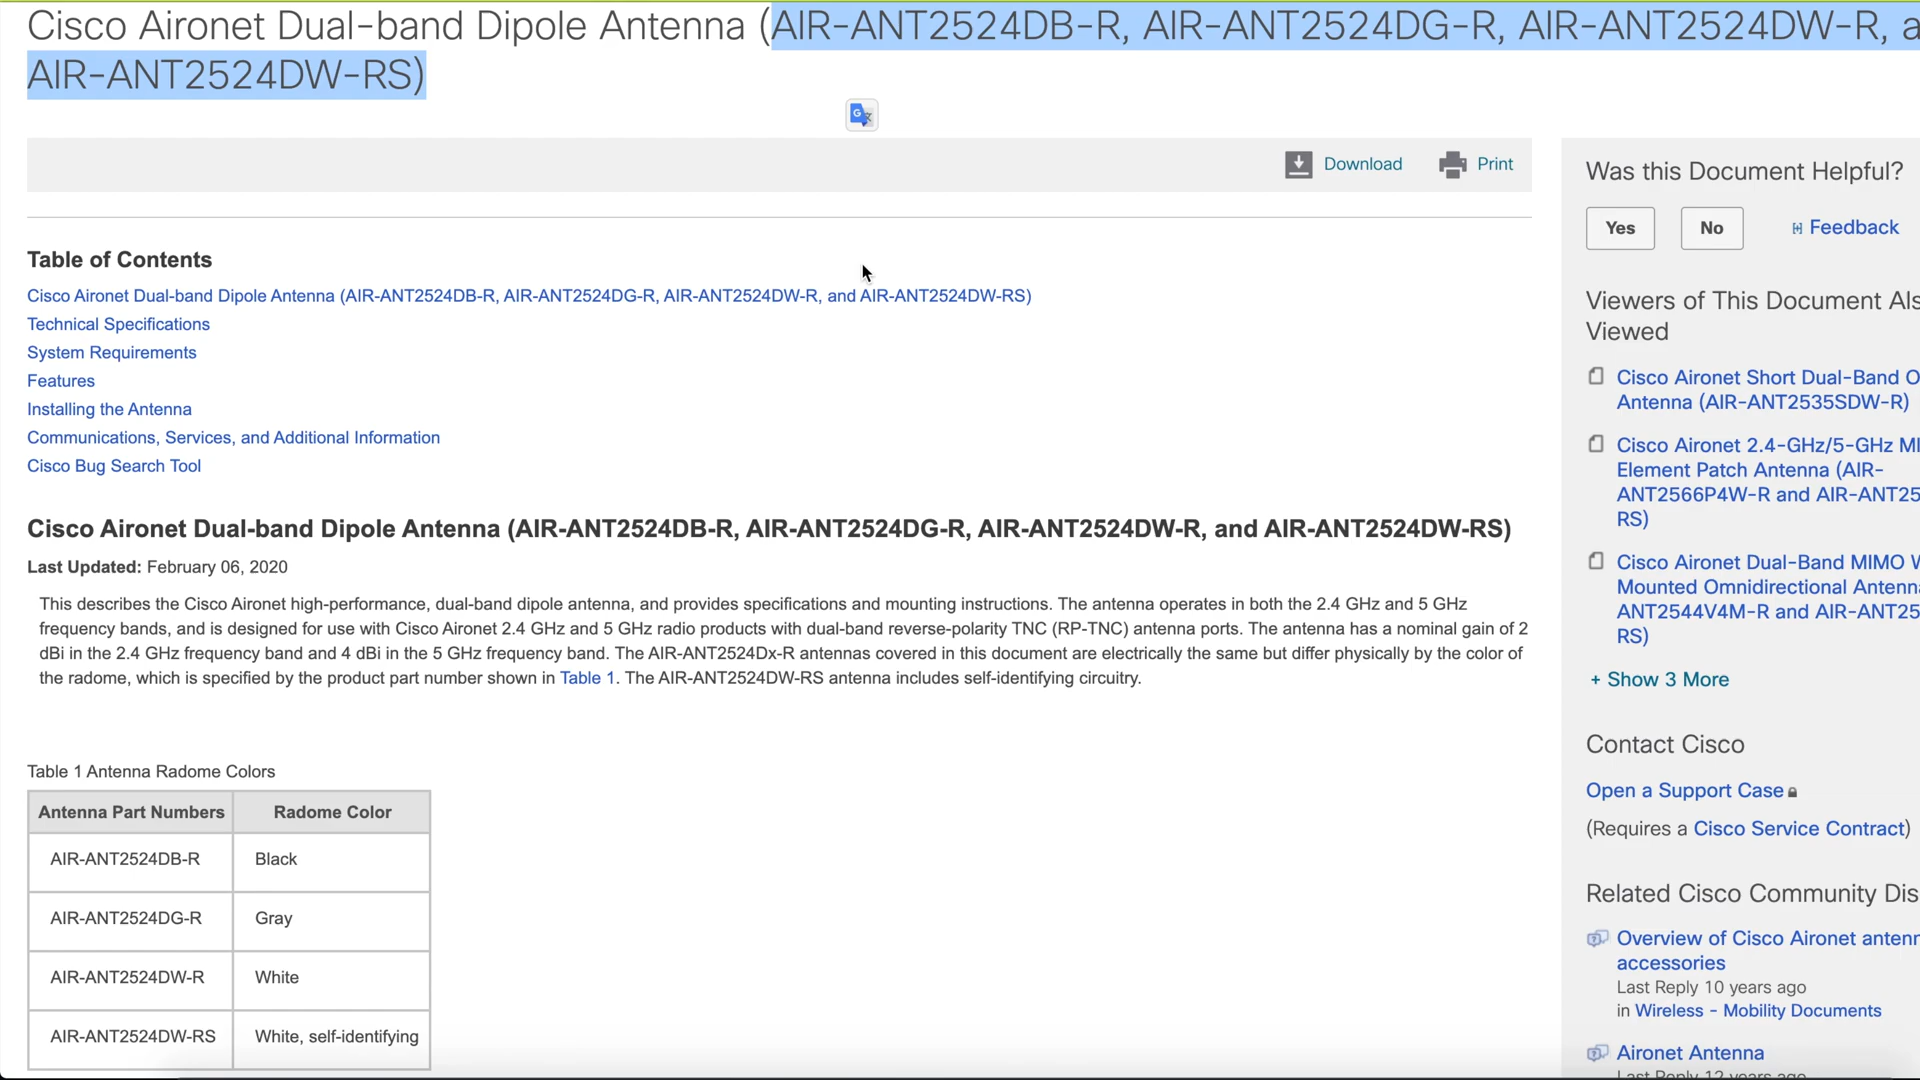 Cisco Aironet Dual-band Dipole Antenna (AIR-ANT2524DB-R, AIR-ANT2524DG-R, AIR-ANT2524DW-R, a
AIR-ANT2524DW-RS)
Download
Print
Table of Contents
Cisco Aironet Dual-band Dipole Antenna (AIR-ANT2524DB-R, AIR-ANT2524DG-R, AIR-ANT2524DW-R, and AIR-ANT2524DW-RS)
Technical Specifications
System Requirements
Features
Installing the Antenna
Communications, Services, and Additional Information
Cisco Bug Search Tool
Cisco Aironet Dual-band Dipole Antenna (AIR-ANT2524DB-R, AIR-ANT2524DG-R, AIR-ANT2524DW-R, and AIR-ANT2524DW-RS)
Last Updated: February 06, 2020
This describes the Cisco Aironet high-performance, dual-band dipole antenna, and provides specifications and mounting instructions. The antenna operates in both the 2.4 GHz and 5 GHz
frequency bands, and is designed for use with Cisco Aironet 2.4 GHz and 5 GHz radio products with dual-band reverse-polarity TNC (RP-TNC) antenna ports. The antenna has a nominal gain of 2
dBi in the 2.4 GHz frequency band and 4 dBi in the 5 GHz frequency band. The AIR-ANT2524Dx-R antennas covered in this document are electrically the same but differ physically by the color of
the radome, which is specified by the product part number shown in Table 1. The AIR-ANT2524DW-RS antenna includes self-identifying circuitry.
Table 1 Antenna Radome Colors
Antenna Part Numbers Radome Color
AIR-ANT2524DB-R Black
AIR-ANT2524DG-R Gray
AIR-ANT2524DW-R White
AIR-ANT2524DW-RS White, self-identifying
Was this Document Helpful?
Yes No Feedback
Viewers of This Document Als
Viewed
Cisco Aironet Short Dual-Band O
Antenna (AIR-ANT2535SDW-R)
Cisco Aironet 2.4-GHz/5-GHz MI
Element Patch Antenna (AIR-
ANT2566P4W-R and AIR-ANT25
RS)
Cisco Aironet Dual-Band MIMO W
Mounted Omnidirectional Antenna
ANT2544V4M-R and AIR-ANT25
RS)
+ Show 3 More
Contact Cisco
Open a Support Case
(Requires a Cisco Service Contract)
Related Cisco Community Dis
Overview of Cisco Aironet antenn
accessories
Last Reply 10 years ago
in Wireless - Mobility Documents
Aironet Antenna
Last Reply 12 years ago